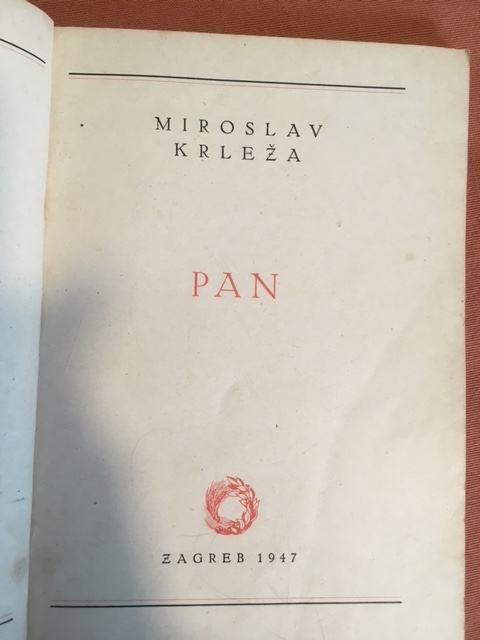 MIROSLAV
KRLEŽA
PAN
ZAGREB 1947